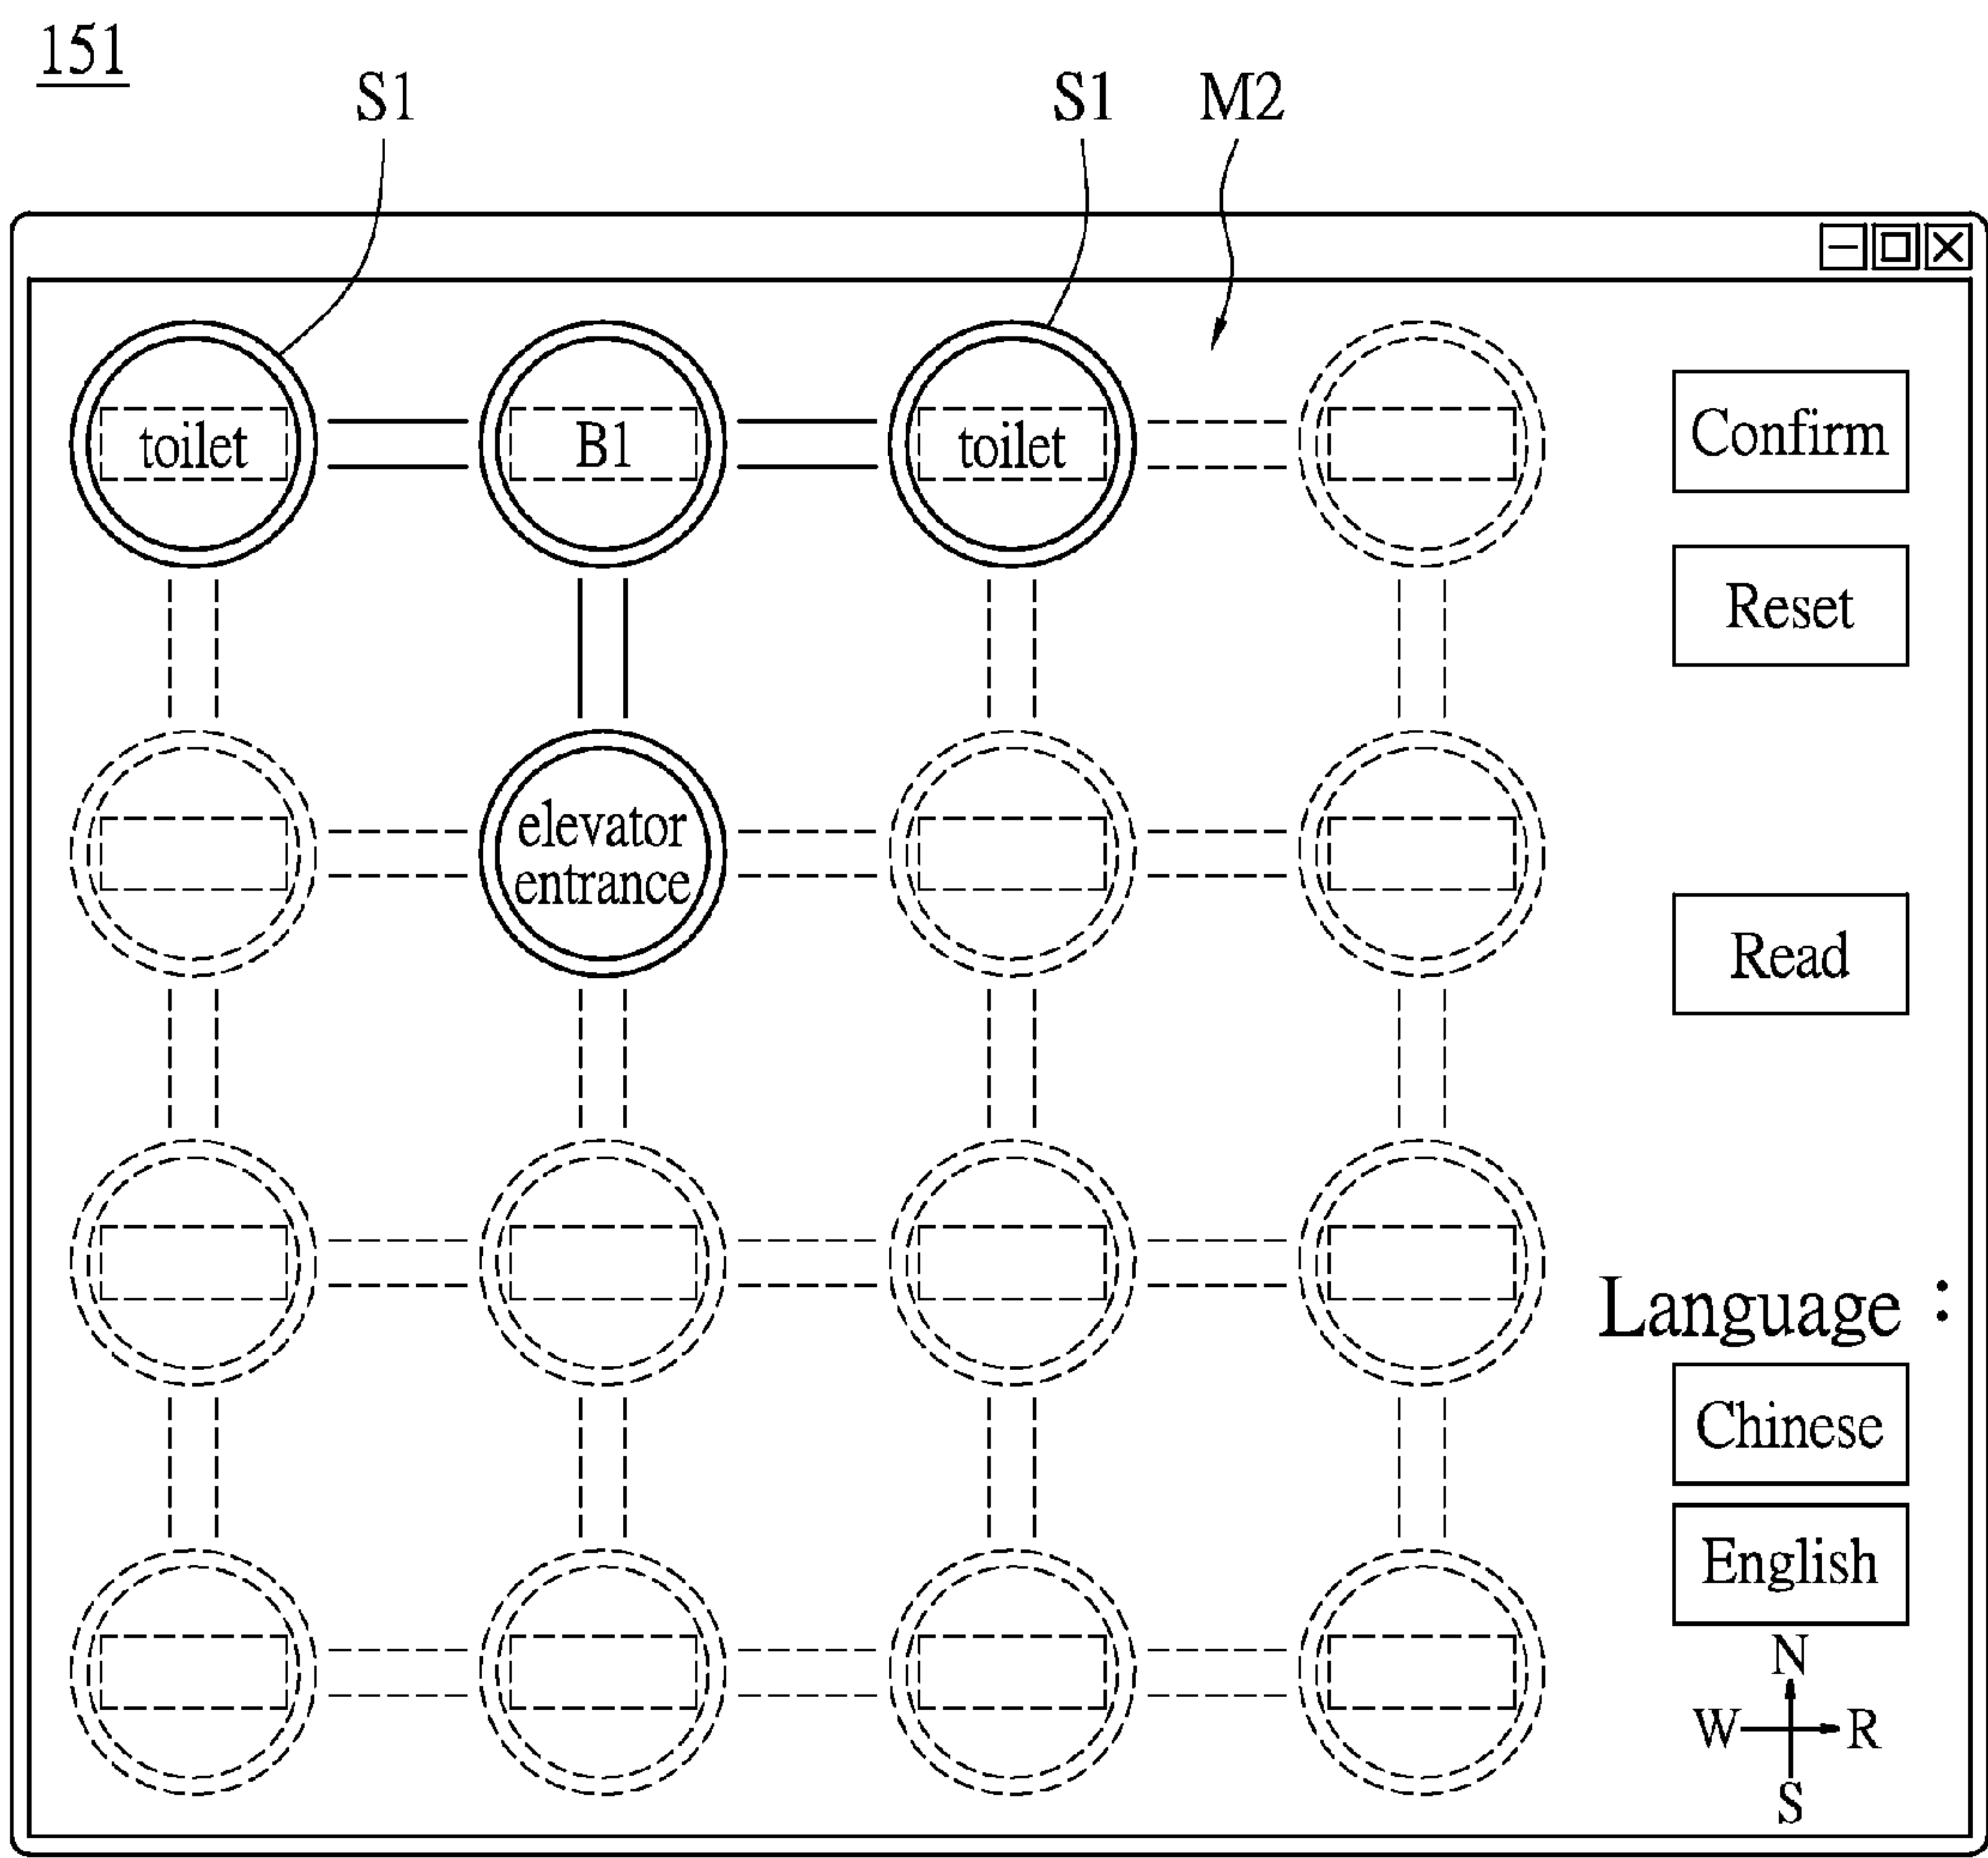 151
S1
S1
M2
toilet
B1
toilet
Confirm
Reset
elevator
entrance
Read
Language :
Chinese
English
N
W
R
S